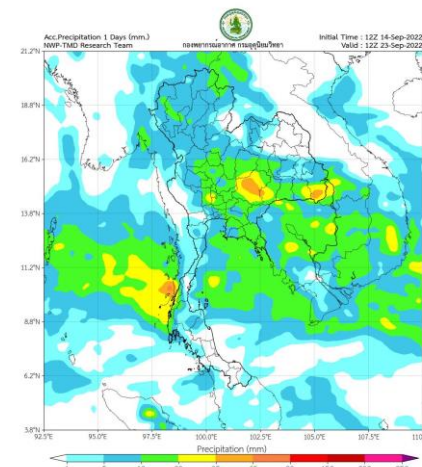 Acc.Precipitation 1 Days (mm.)
NWP-TMD Research Team
กองพยากรณ์อากาศ กรมอุตุนิยมวิทยา
Initial Time : 12Z 14-Sep-2022
Valid : 12Z 23-Sep-2022
21.2°N
18.8°N
16.2°N
13.8°N
11.2°N
8.8°N
6.2°N
3.8°N
92.5°E 95.0°E 97.5°E 100.0°E 102.5°E 105.0°E 107.5°E
Precipitation (mm)